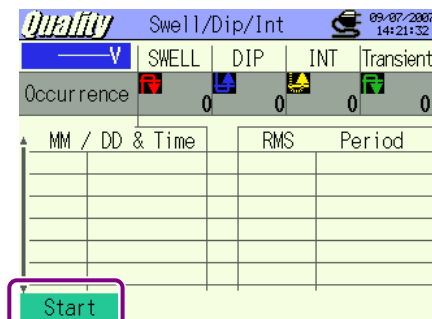 Quality Swell/Dip/Int 09/07/2007
14:21:32
V SWELL DIP INT Transient
Occurrence 0 0 0 0
MM / DD & Time RMS Period
Start